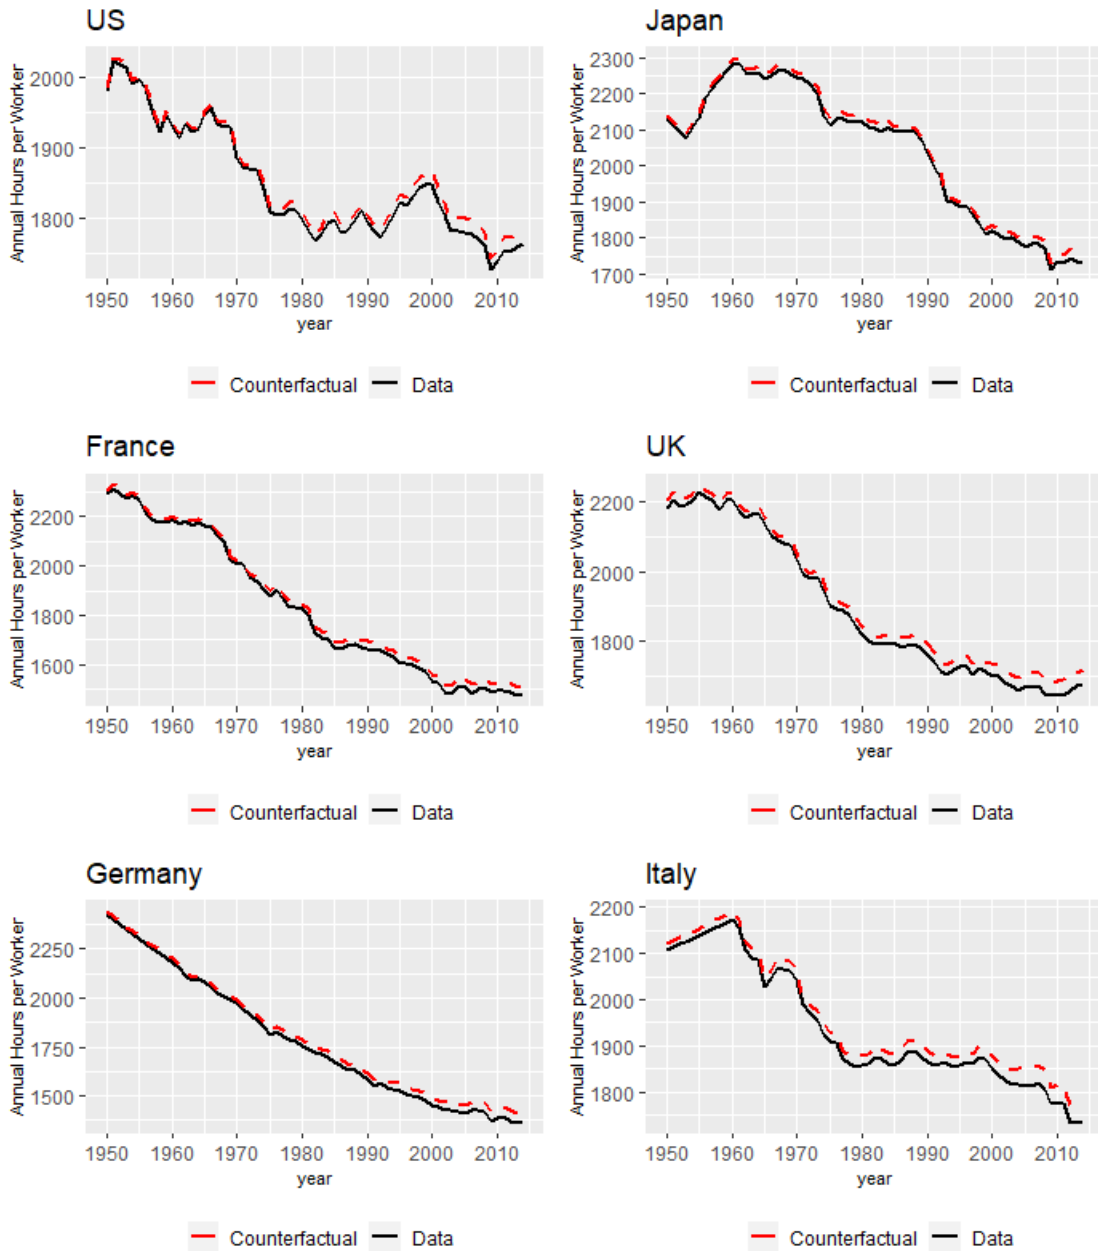 US
Annual Hours per Worker
2000
1900
1800
1950 1960 1970 1980 1990 2000 2010
year
Counterfactual Data
Japan
Annual Hours per Worker
2300
2200
2100
2000
1900
1800
1700
1950 1960 1970 1980 1990 2000 2010
year
Counterfactual Data
France
Annual Hours per Worker
2200
2000
1800
1600
1950 1960 1970 1980 1990 2000 2010
year
Counterfactual Data
UK
Annual Hours per Worker
2200
2000
1800
1950 1960 1970 1980 1990 2000 2010
year
Counterfactual Data
Germany
Annual Hours per Worker
2250
2000
1750
1500
1950 1960 1970 1980 1990 2000 2010
year
Counterfactual Data
Italy
Annual Hours per Worker
2200
2100
2000
1900
1800
1950 1960 1970 1980 1990 2000 2010
year
Counterfactual Data